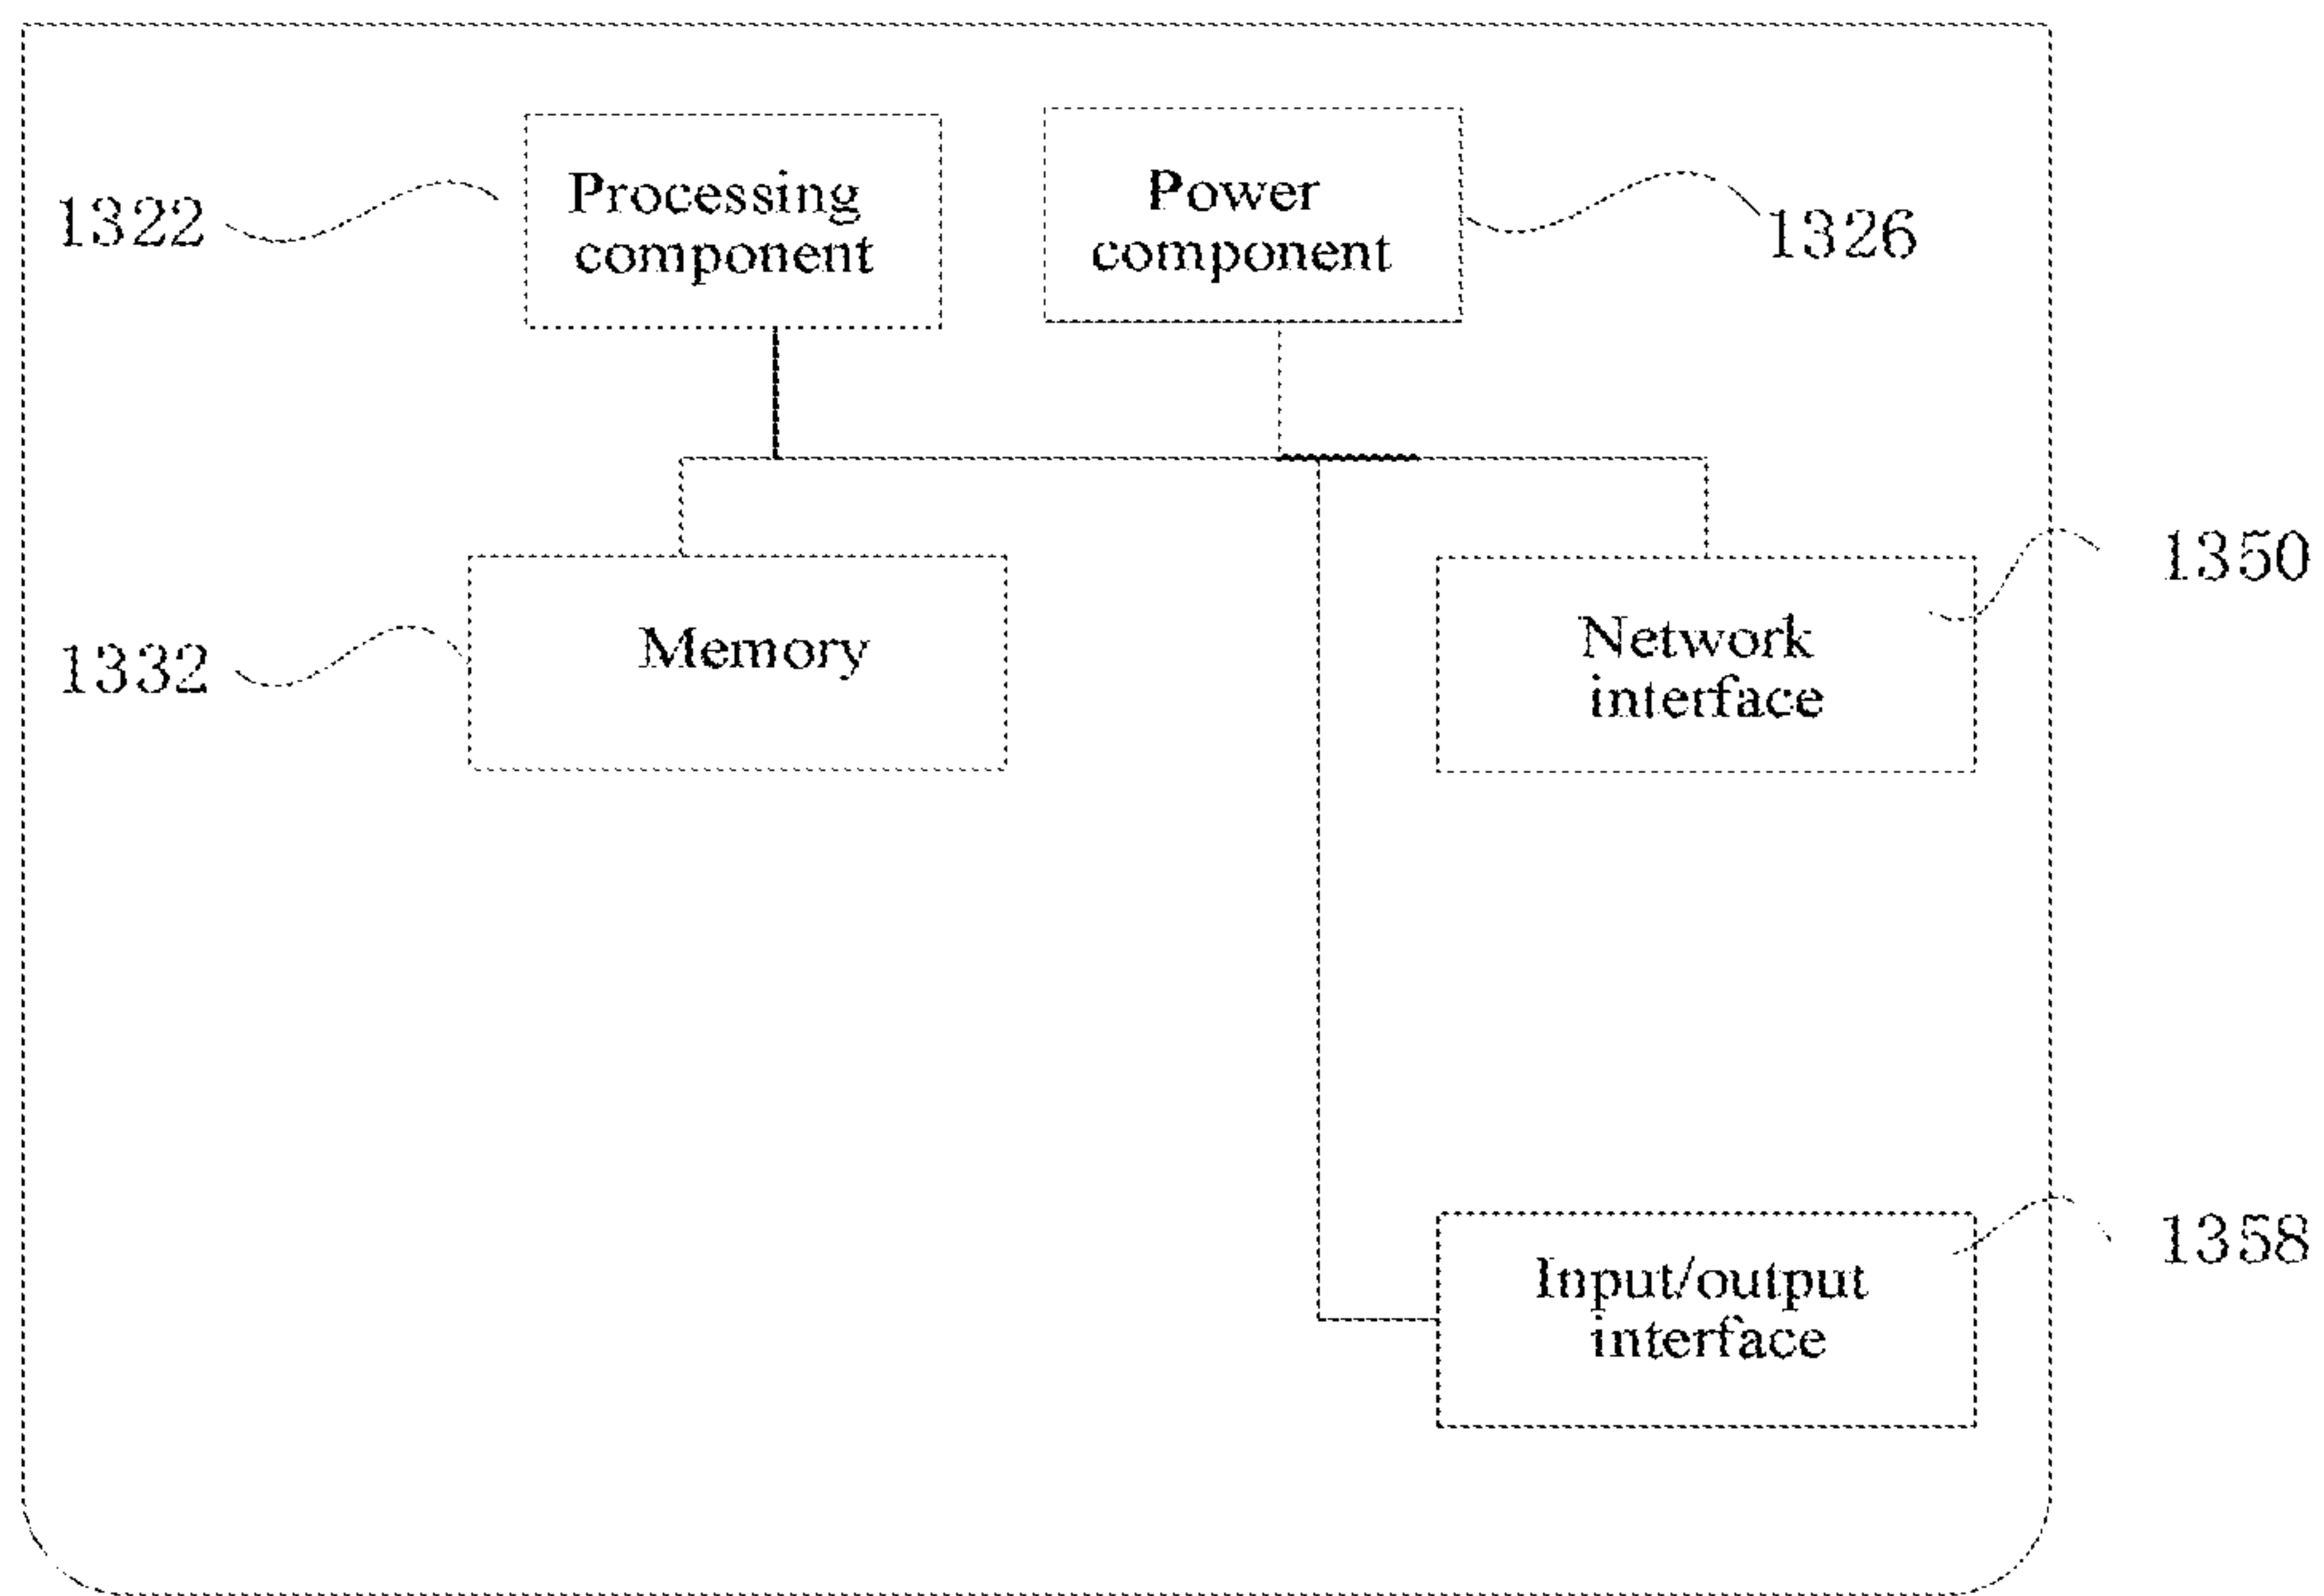 1322
Processing
component
Power
component
1326
1332
Memory
Network
interface
1350
Input/output
interface
1358